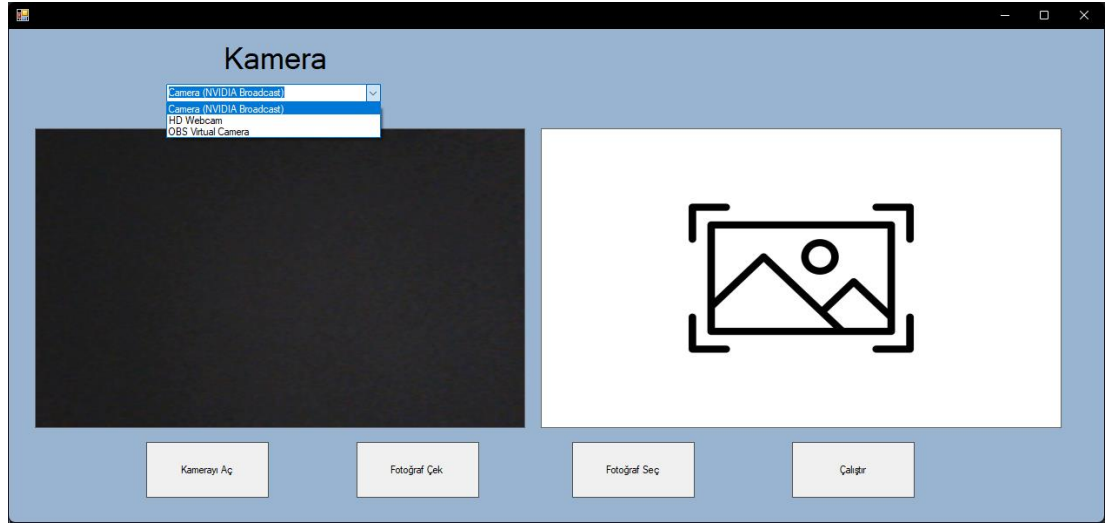 Kamera
Camera (NVIDIA Broadcast)
Camera (NVIDIA Broadcast)
HD Webcam
OBS Virtual Camera
Kamerayı Aç
Fotoğraf Çek
Fotoğraf Seç
Çalıştır